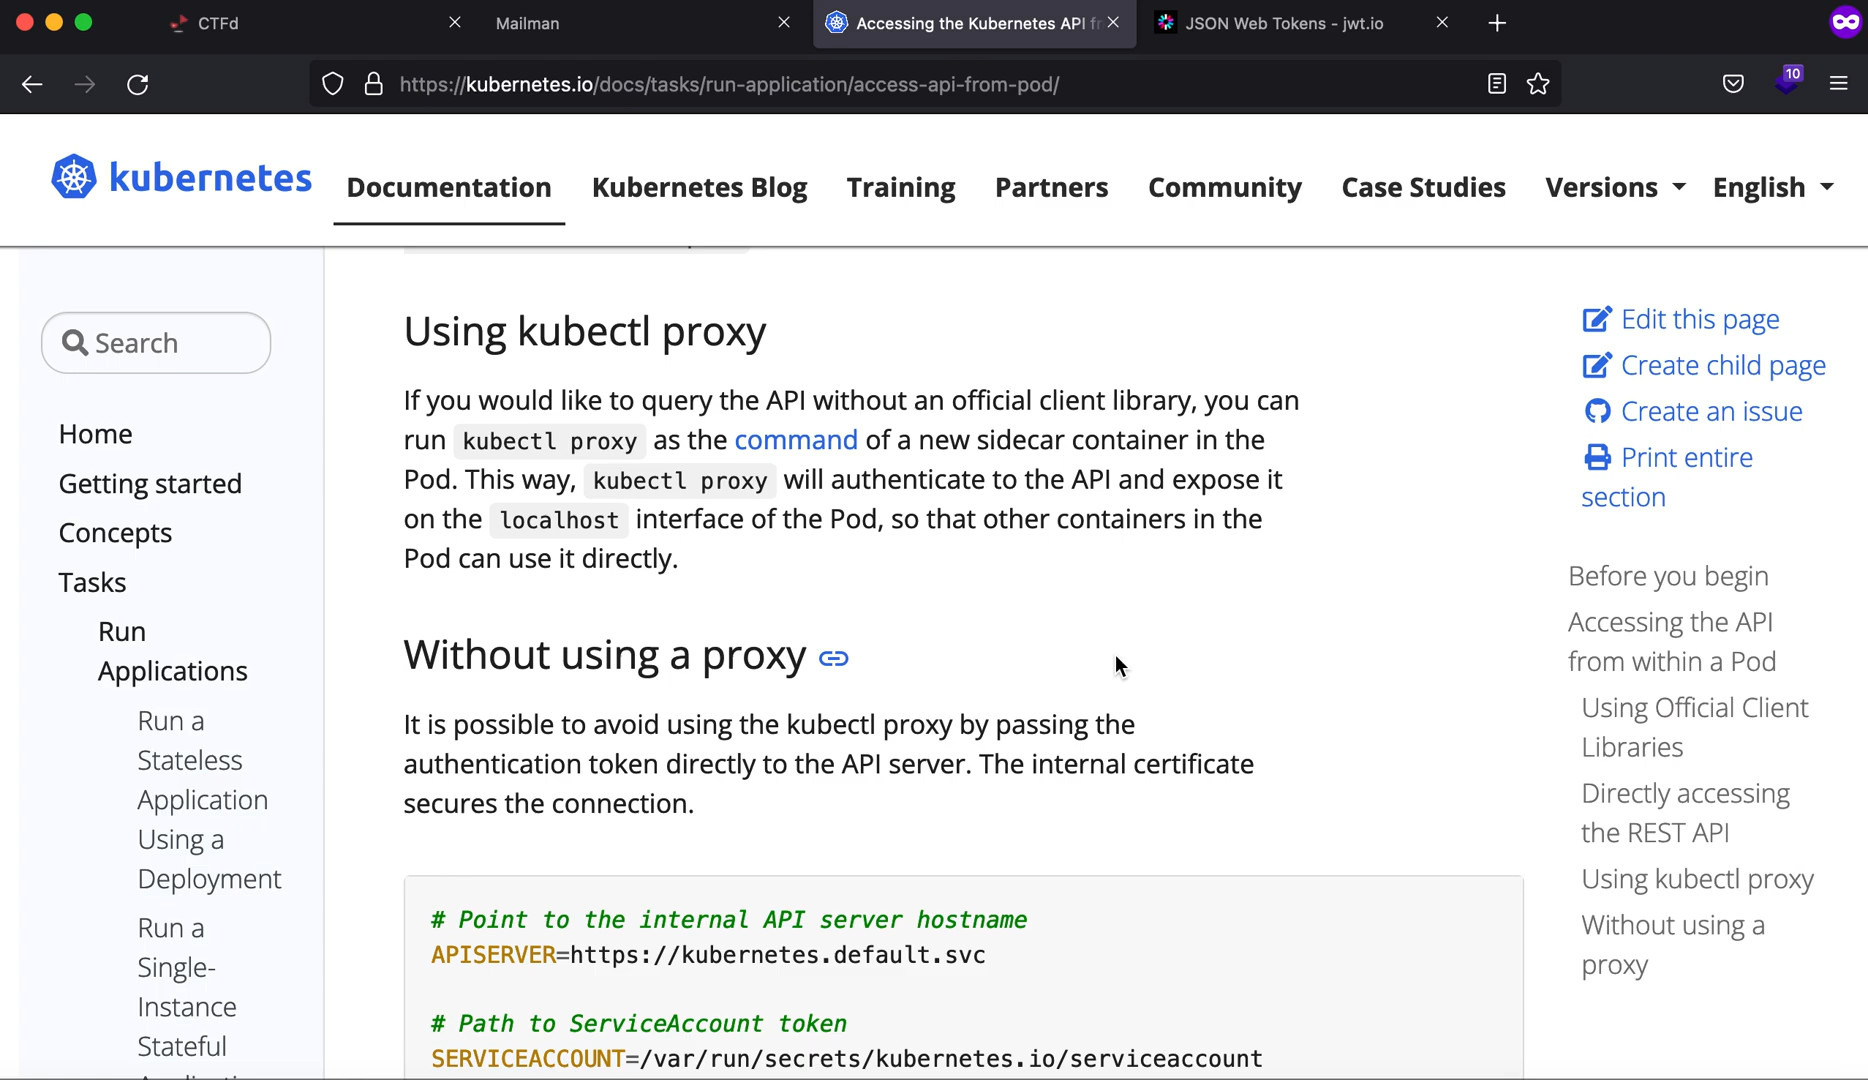 CTFd
Mailman
Accessing the Kubernetes API fr
JSON Web Tokens - jwt.io
https://kubernetes.io/docs/tasks/run-application/access-api-from-pod/
10
kubernetes
Documentation
Kubernetes Blog
Training
Partners
Community
Case Studies
Versions
English
Search
Home
Getting started
Concepts
Tasks
Run
Applications
Run a
Stateless
Application
Using a
Deployment
Run a
Single-
Instance
Stateful
Using kubectl proxy
If you would like to query the API without an official client library, you can
run kubectl proxy as the command of a new sidecar container in the
Pod. This way, kubectl proxy will authenticate to the API and expose it
on the localhost interface of the Pod, so that other containers in the
Pod can use it directly.
Without using a proxy
It is possible to avoid using the kubectl proxy by passing the
authentication token directly to the API server. The internal certificate
secures the connection.
# Point to the internal API server hostname
APISERVER=https://kubernetes.default.svc
# Path to ServiceAccount token
SERVICEACCOUNT=/var/run/secrets/kubernetes.io/serviceaccount
Edit this page
Create child page
Create an issue
Print entire
section
Before you begin
Accessing the API
from within a Pod
Using Official Client
Libraries
Directly accessing
the REST API
Using kubectl proxy
Without using a
proxy